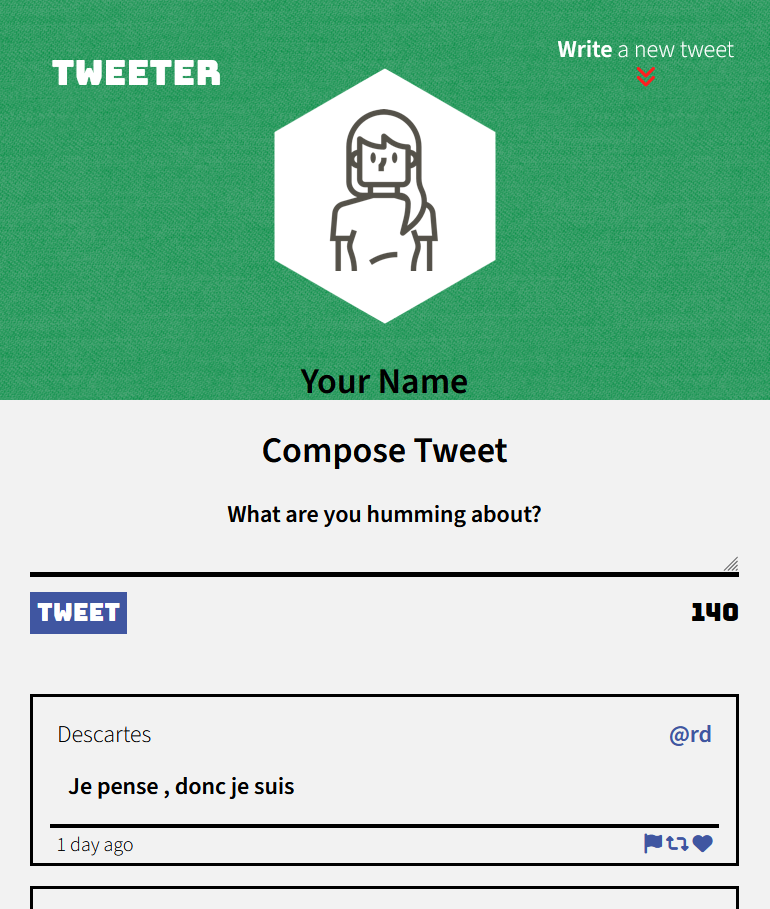 TWEETER
Write a new tweet
Your Name
Compose Tweet
What are you humming about?
TWEET
140
Descartes
@rd
Je pense , donc je suis
1 day ago